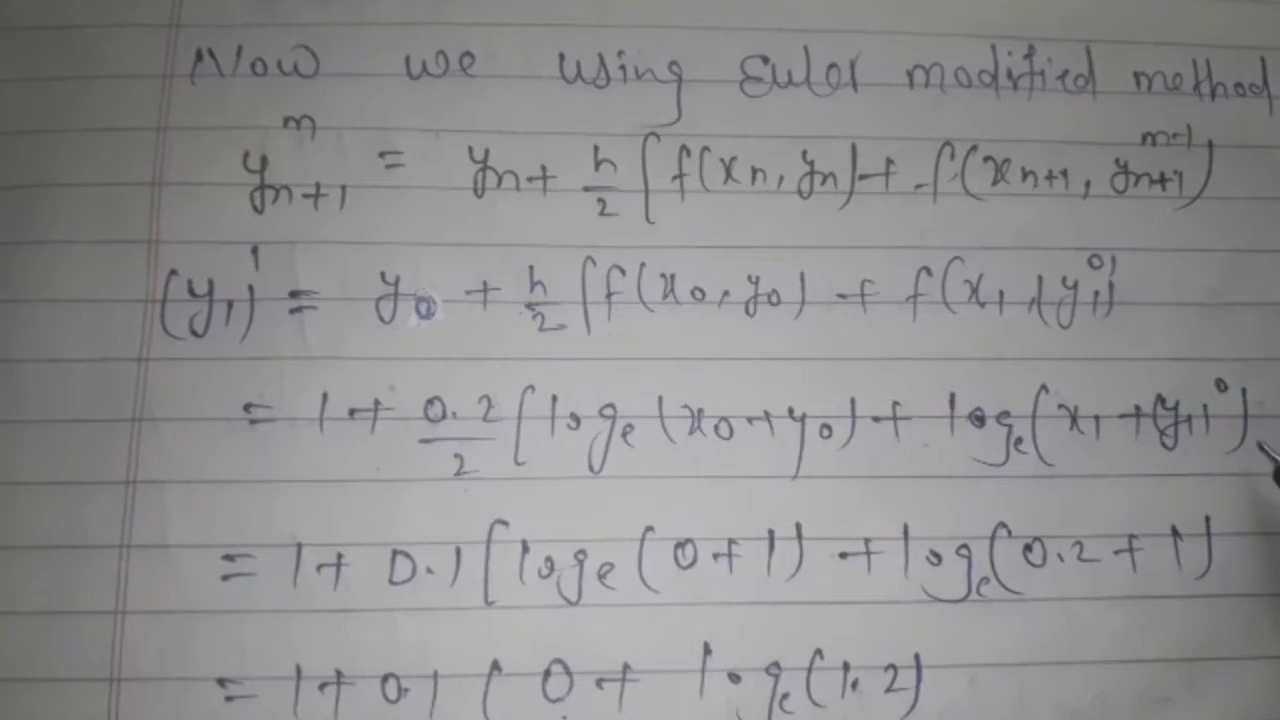 Now we using Euler modified method
y_{n+1}^{m} = y_n + h/2 [f(x_n, y_n) + f(x_{n+1}, y_{n+1}^{m-1})
(y_1)^1 = y_0 + h/2 [f(x_0, y_0) + f(x_1, (y_1)^0)
= 1 + 0.2/2 [log_e (x_0 + y_0) + log_e (x_1 + (y_1)^0)
= 1 + 0.1 [log_e (0+1) + log_e (0.2+1)
= 1 + 0.1 ( 0 + log_e (1.2)